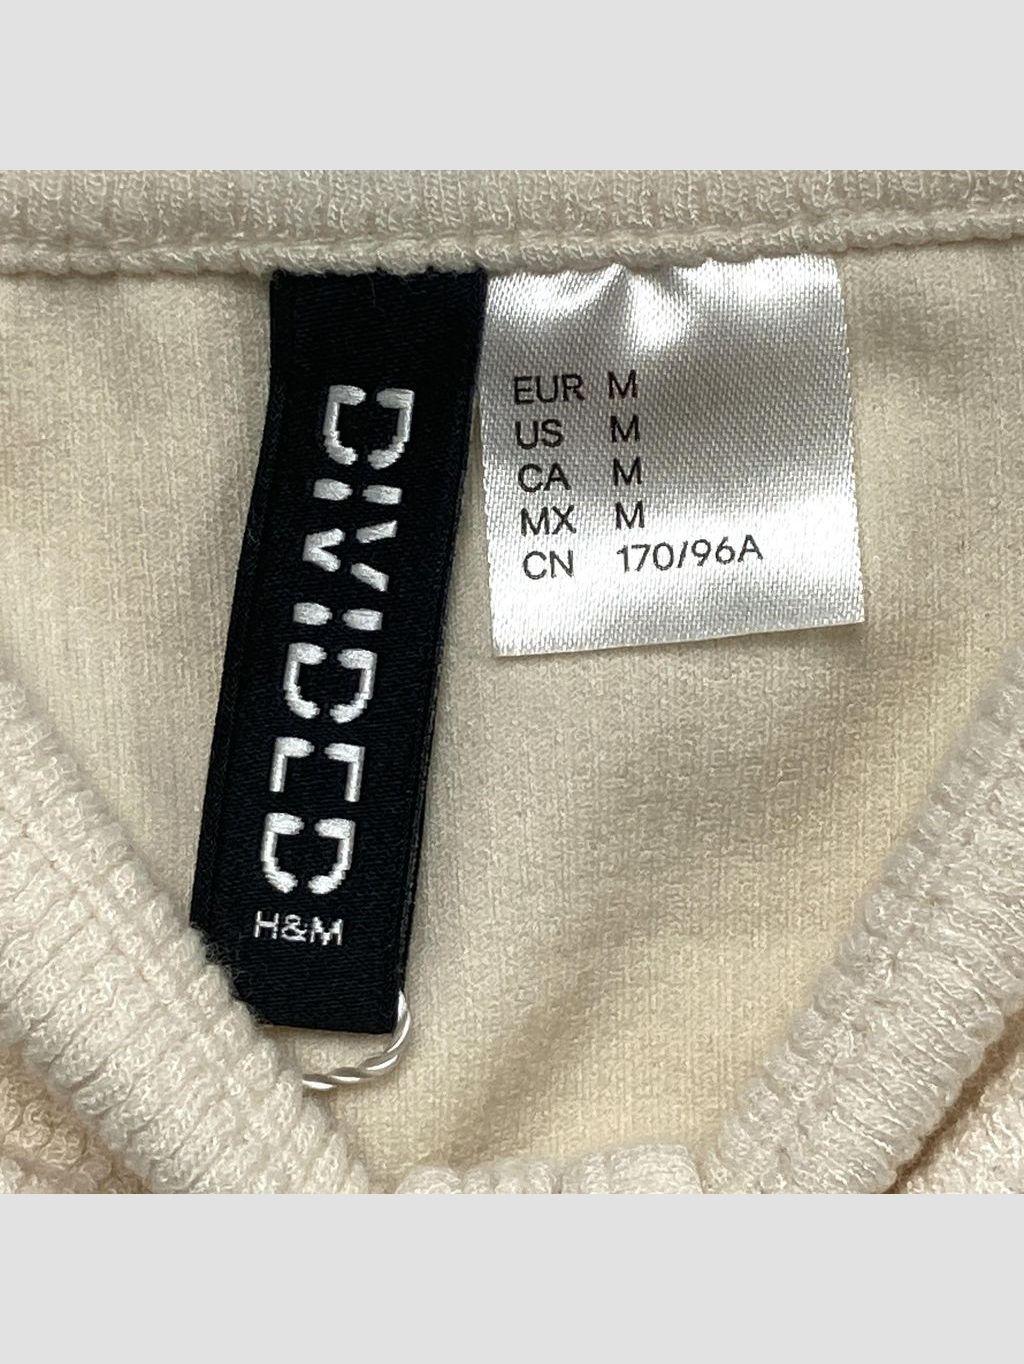 DIVIDED
H&M
EUR M
US M
CA M
MX M
CN 170/96A